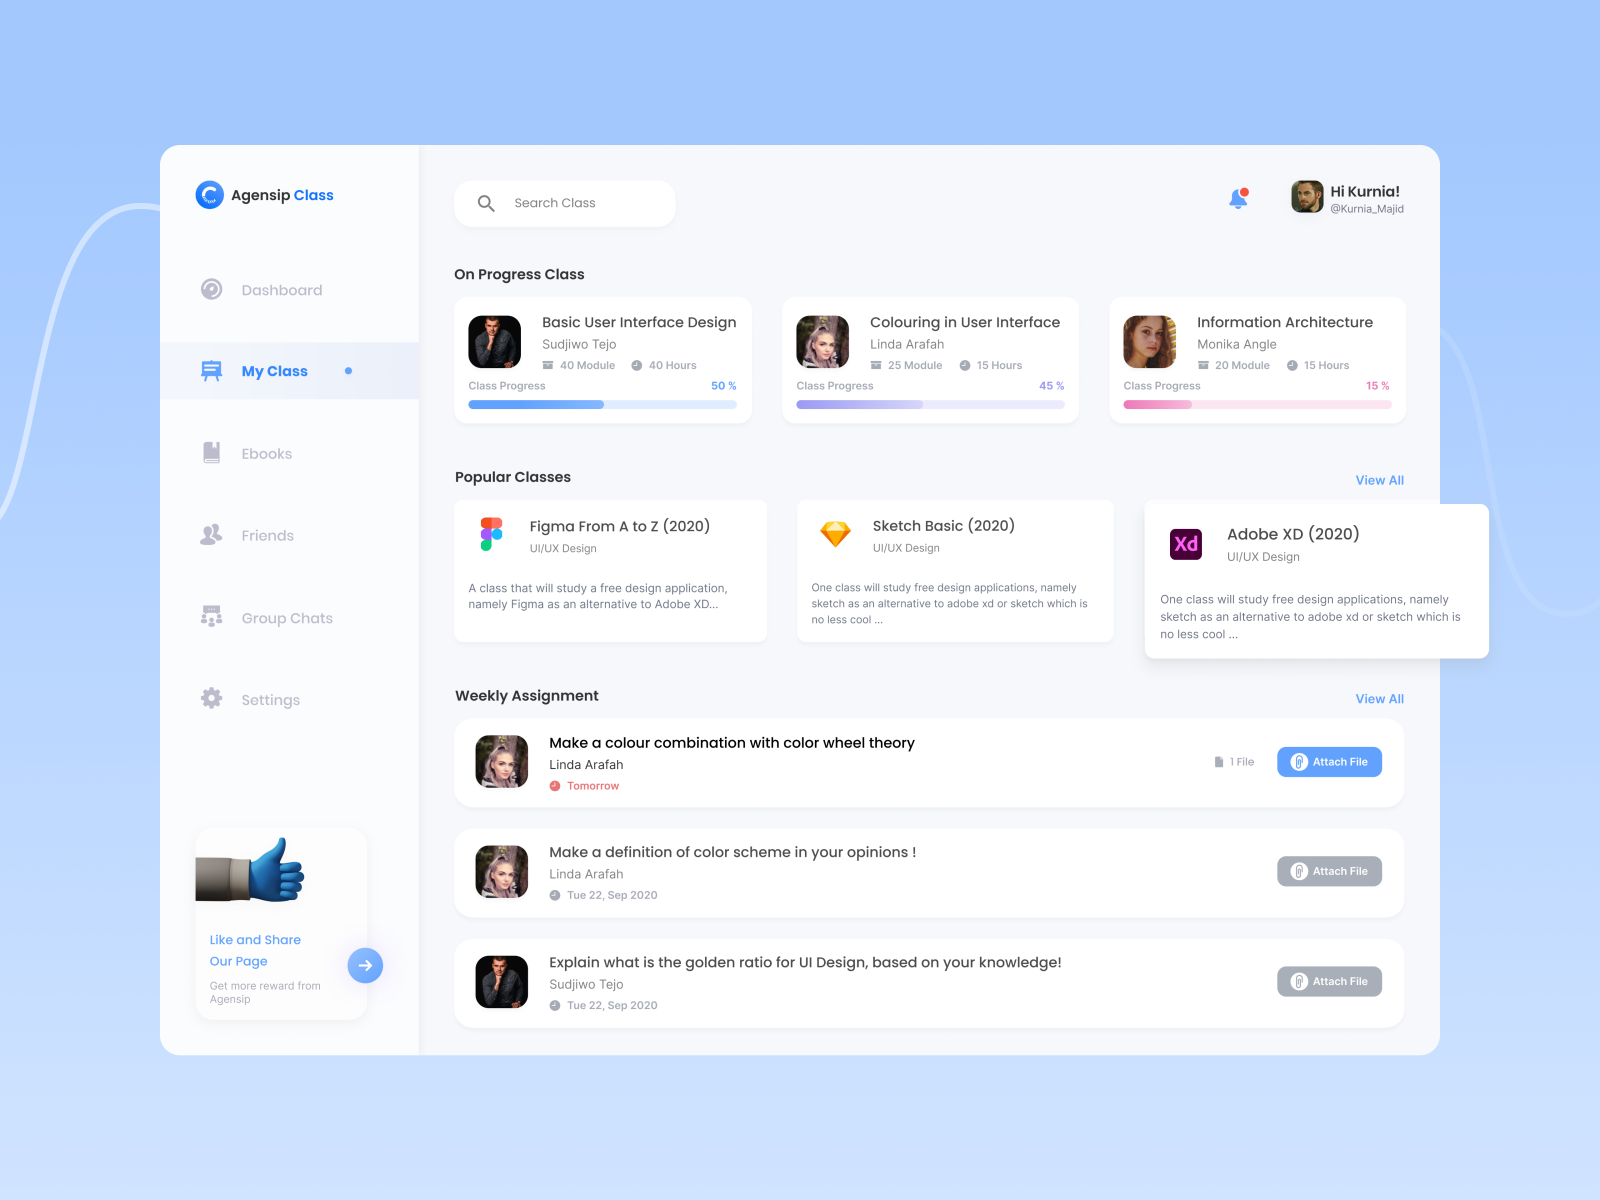 Agensip Class
Dashboard
My Class
Ebooks
Friends
Group Chats
Settings
Like and Share
Our Page
Get more reward from
Agensip
Search Class
Hi Kurnia!
@Kurnia_Majid
On Progress Class
Basic User Interface Design
Sudjiwo Tejo
40 Module 40 Hours
Class Progress 50 %
Colouring in User Interface
Linda Arafah
25 Module 15 Hours
Class Progress 45 %
Information Architecture
Monika Angle
20 Module 15 Hours
Class Progress 15 %
Popular Classes
View All
Figma From A to Z (2020)
UI/UX Design
A class that will study a free design application,
namely Figma as an alternative to Adobe XD...
Sketch Basic (2020)
UI/UX Design
One class will study free design applications, namely
sketch as an alternative to adobe xd or sketch which is
no less cool ...
Xd
Adobe XD (2020)
UI/UX Design
One class will study free design applications, namely
sketch as an alternative to adobe xd or sketch which is
no less cool ...
Weekly Assignment
View All
Make a colour combination with color wheel theory
Linda Arafah
Tomorrow
1 File
Attach File
Make a definition of color scheme in your opinions !
Linda Arafah
Tue 22, Sep 2020
Attach File
Explain what is the golden ratio for UI Design, based on your knowledge!
Sudjiwo Tejo
Tue 22, Sep 2020
Attach File